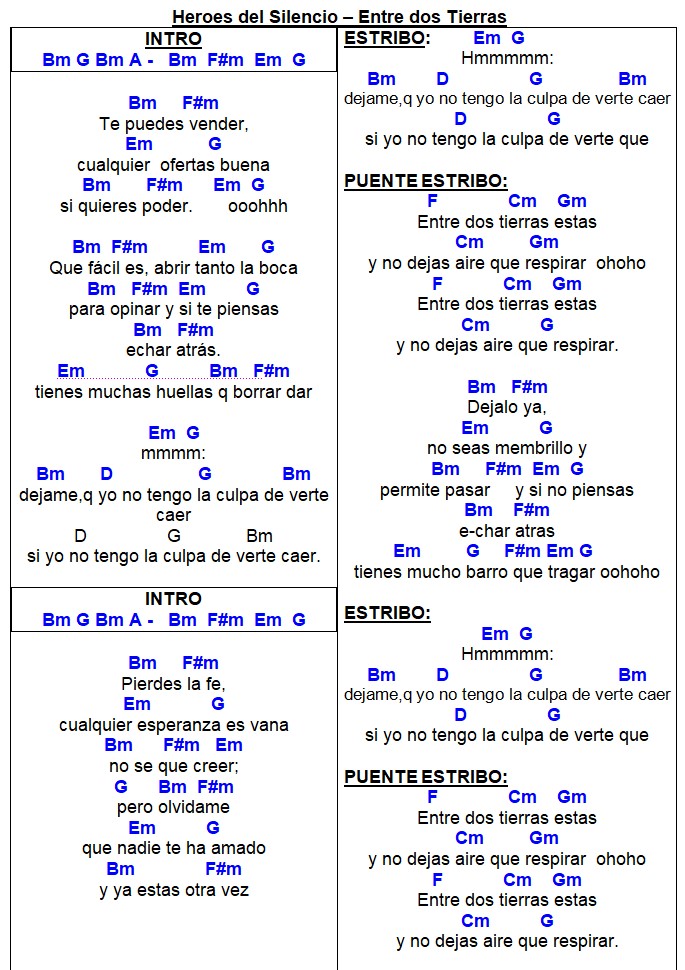 Heroes del Silencio – Entre dos Tierras
INTRO
Bm G Bm A - Bm F#m Em G
Bm F#m
Te puedes vender,
Em G
cualquier ofertas buena
Bm F#m Em G
si quieres poder. ooohhh
Bm F#m Em G
Que fácil es, abrir tanto la boca
Bm F#m Em G
para opinar y si te piensas
Bm F#m
echar atrás.
Em G Bm F#m
tienes muchas huellas q borrar dar
Em G
mmmm:
Bm D G Bm
dejame,q yo no tengo la culpa de verte
caer
D G Bm
si yo no tengo la culpa de verte caer.
INTRO
Bm G Bm A - Bm F#m Em G
Bm F#m
Pierdes la fe,
Em G
cualquier esperanza es vana
Bm F#m Em
no se que creer;
G Bm F#m
pero olvidame
Em G
que nadie te ha amado
Bm F#m
y ya estas otra vez
ESTRIBO: Em G
Hmmmmm:
Bm D G Bm
dejame,q yo no tengo la culpa de verte caer
D G
si yo no tengo la culpa de verte que
PUENTE ESTRIBO:
F Cm Gm
Entre dos tierras estas
Cm Gm
y no dejas aire que respirar ohoho
F Cm Gm
Entre dos tierras estas
Cm G
y no dejas aire que respirar.
Bm F#m
Dejalo ya,
Em G
no seas membrillo y
Bm F#m Em G
permite pasar y si no piensas
Bm F#m
e-char atras
Em G F#m Em G
tienes mucho barro que tragar oohoho
ESTRIBO:
Em G
Hmmmmm:
Bm D G Bm
dejame,q yo no tengo la culpa de verte caer
D G
si yo no tengo la culpa de verte que
PUENTE ESTRIBO:
F Cm Gm
Entre dos tierras estas
Cm Gm
y no dejas aire que respirar ohoho
F Cm Gm
Entre dos tierras estas
Cm G
y no dejas aire que respirar.